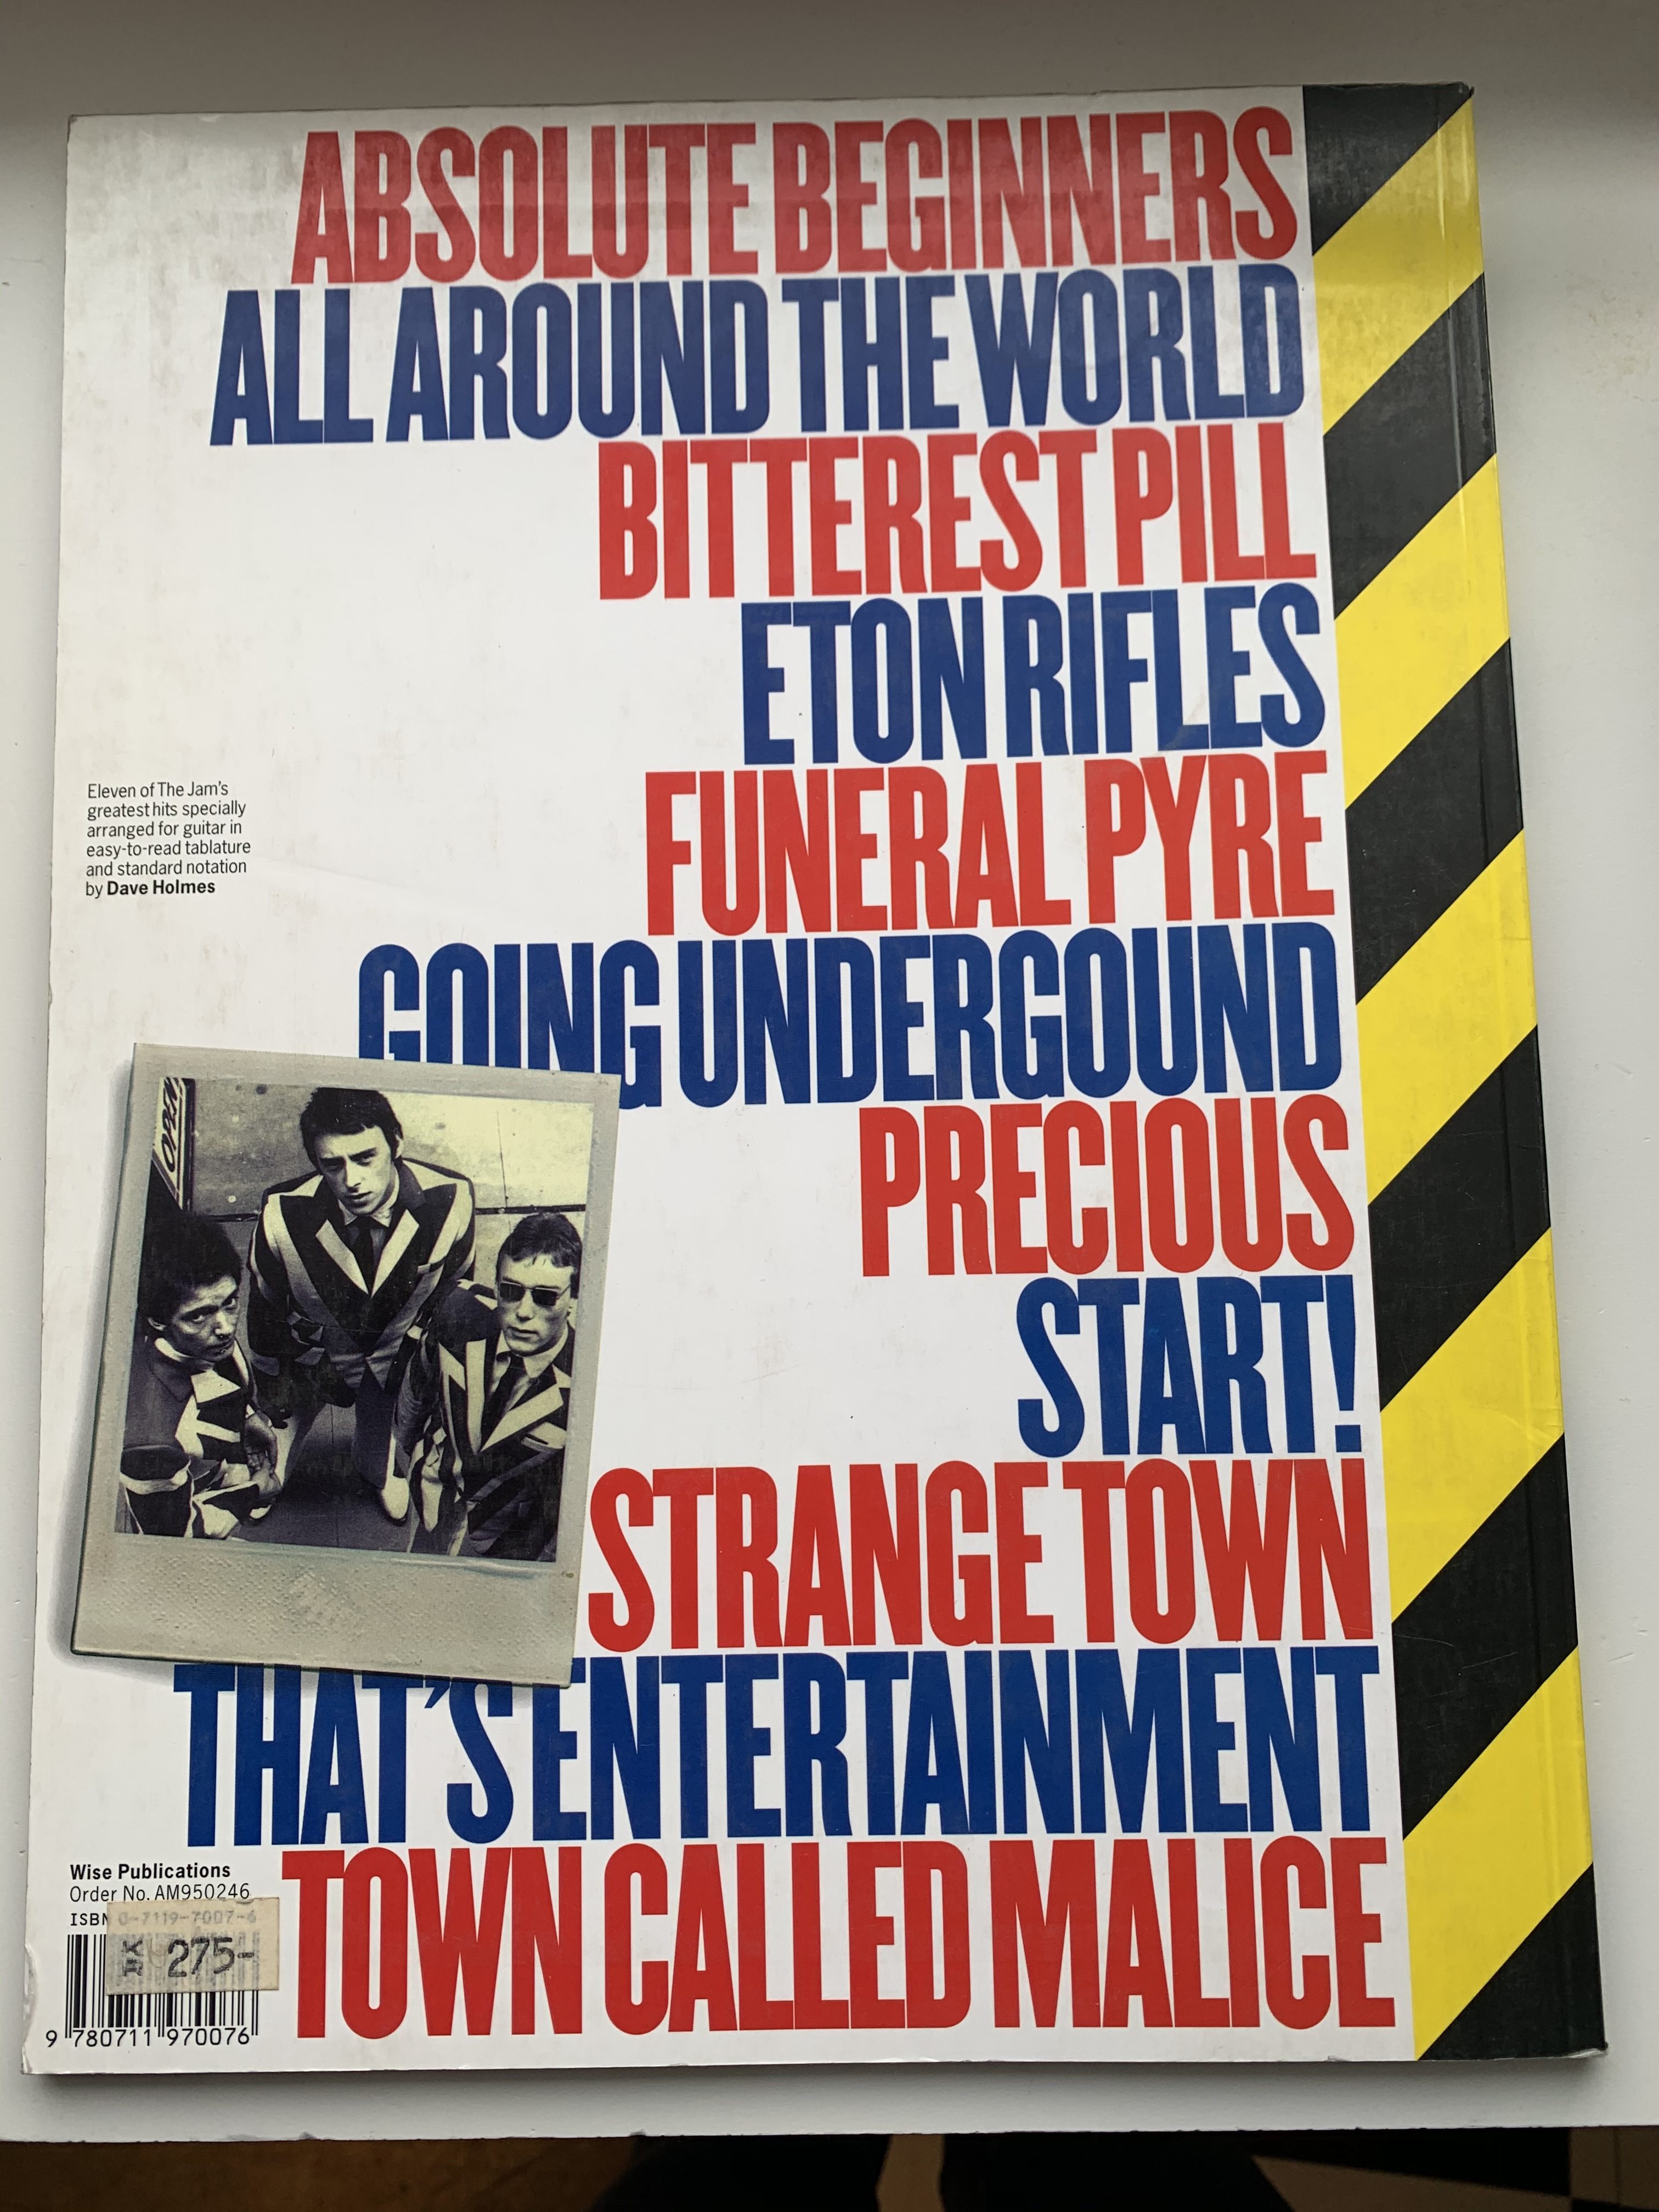 ABSOLUTE BEGINNERS
ALL AROUND THE WORLD
BITTEREST PILL
ETON RIFLES
FUNERAL PYRE
GOING UNDERGOUND
PRECIOUS
START!
STRANGE TOWN
THAT'S ENTERTAINMENT
TOWN CALLED MALICE
Eleven of The Jam's
greatest hits specially
arranged for guitar in
easy-to-read tablature
and standard notation
by Dave Holmes
OPEN
Wise Publications
Order No. AM950246
ISBN 0-7119-7007-6
KR 275-
9 780711 970076